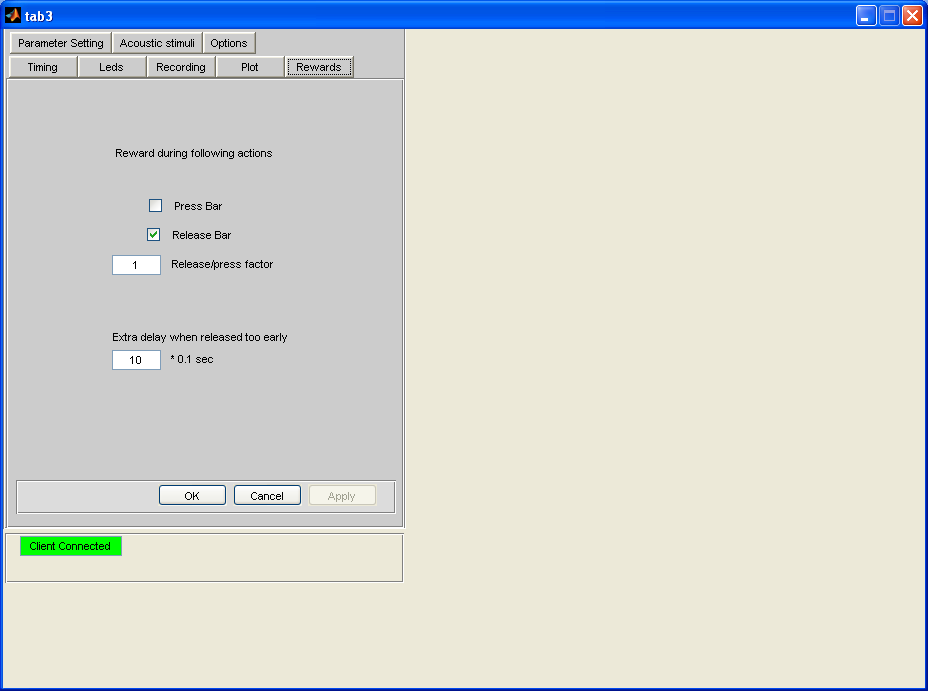 tab3
Parameter Setting Acoustic stimuli Options
Timing Leds Recording Plot Rewards
Reward during following actions
Press Bar
Release Bar
1 Release/press factor
Extra delay when released too early
10 * 0.1 sec
OK Cancel Apply
Client Connected